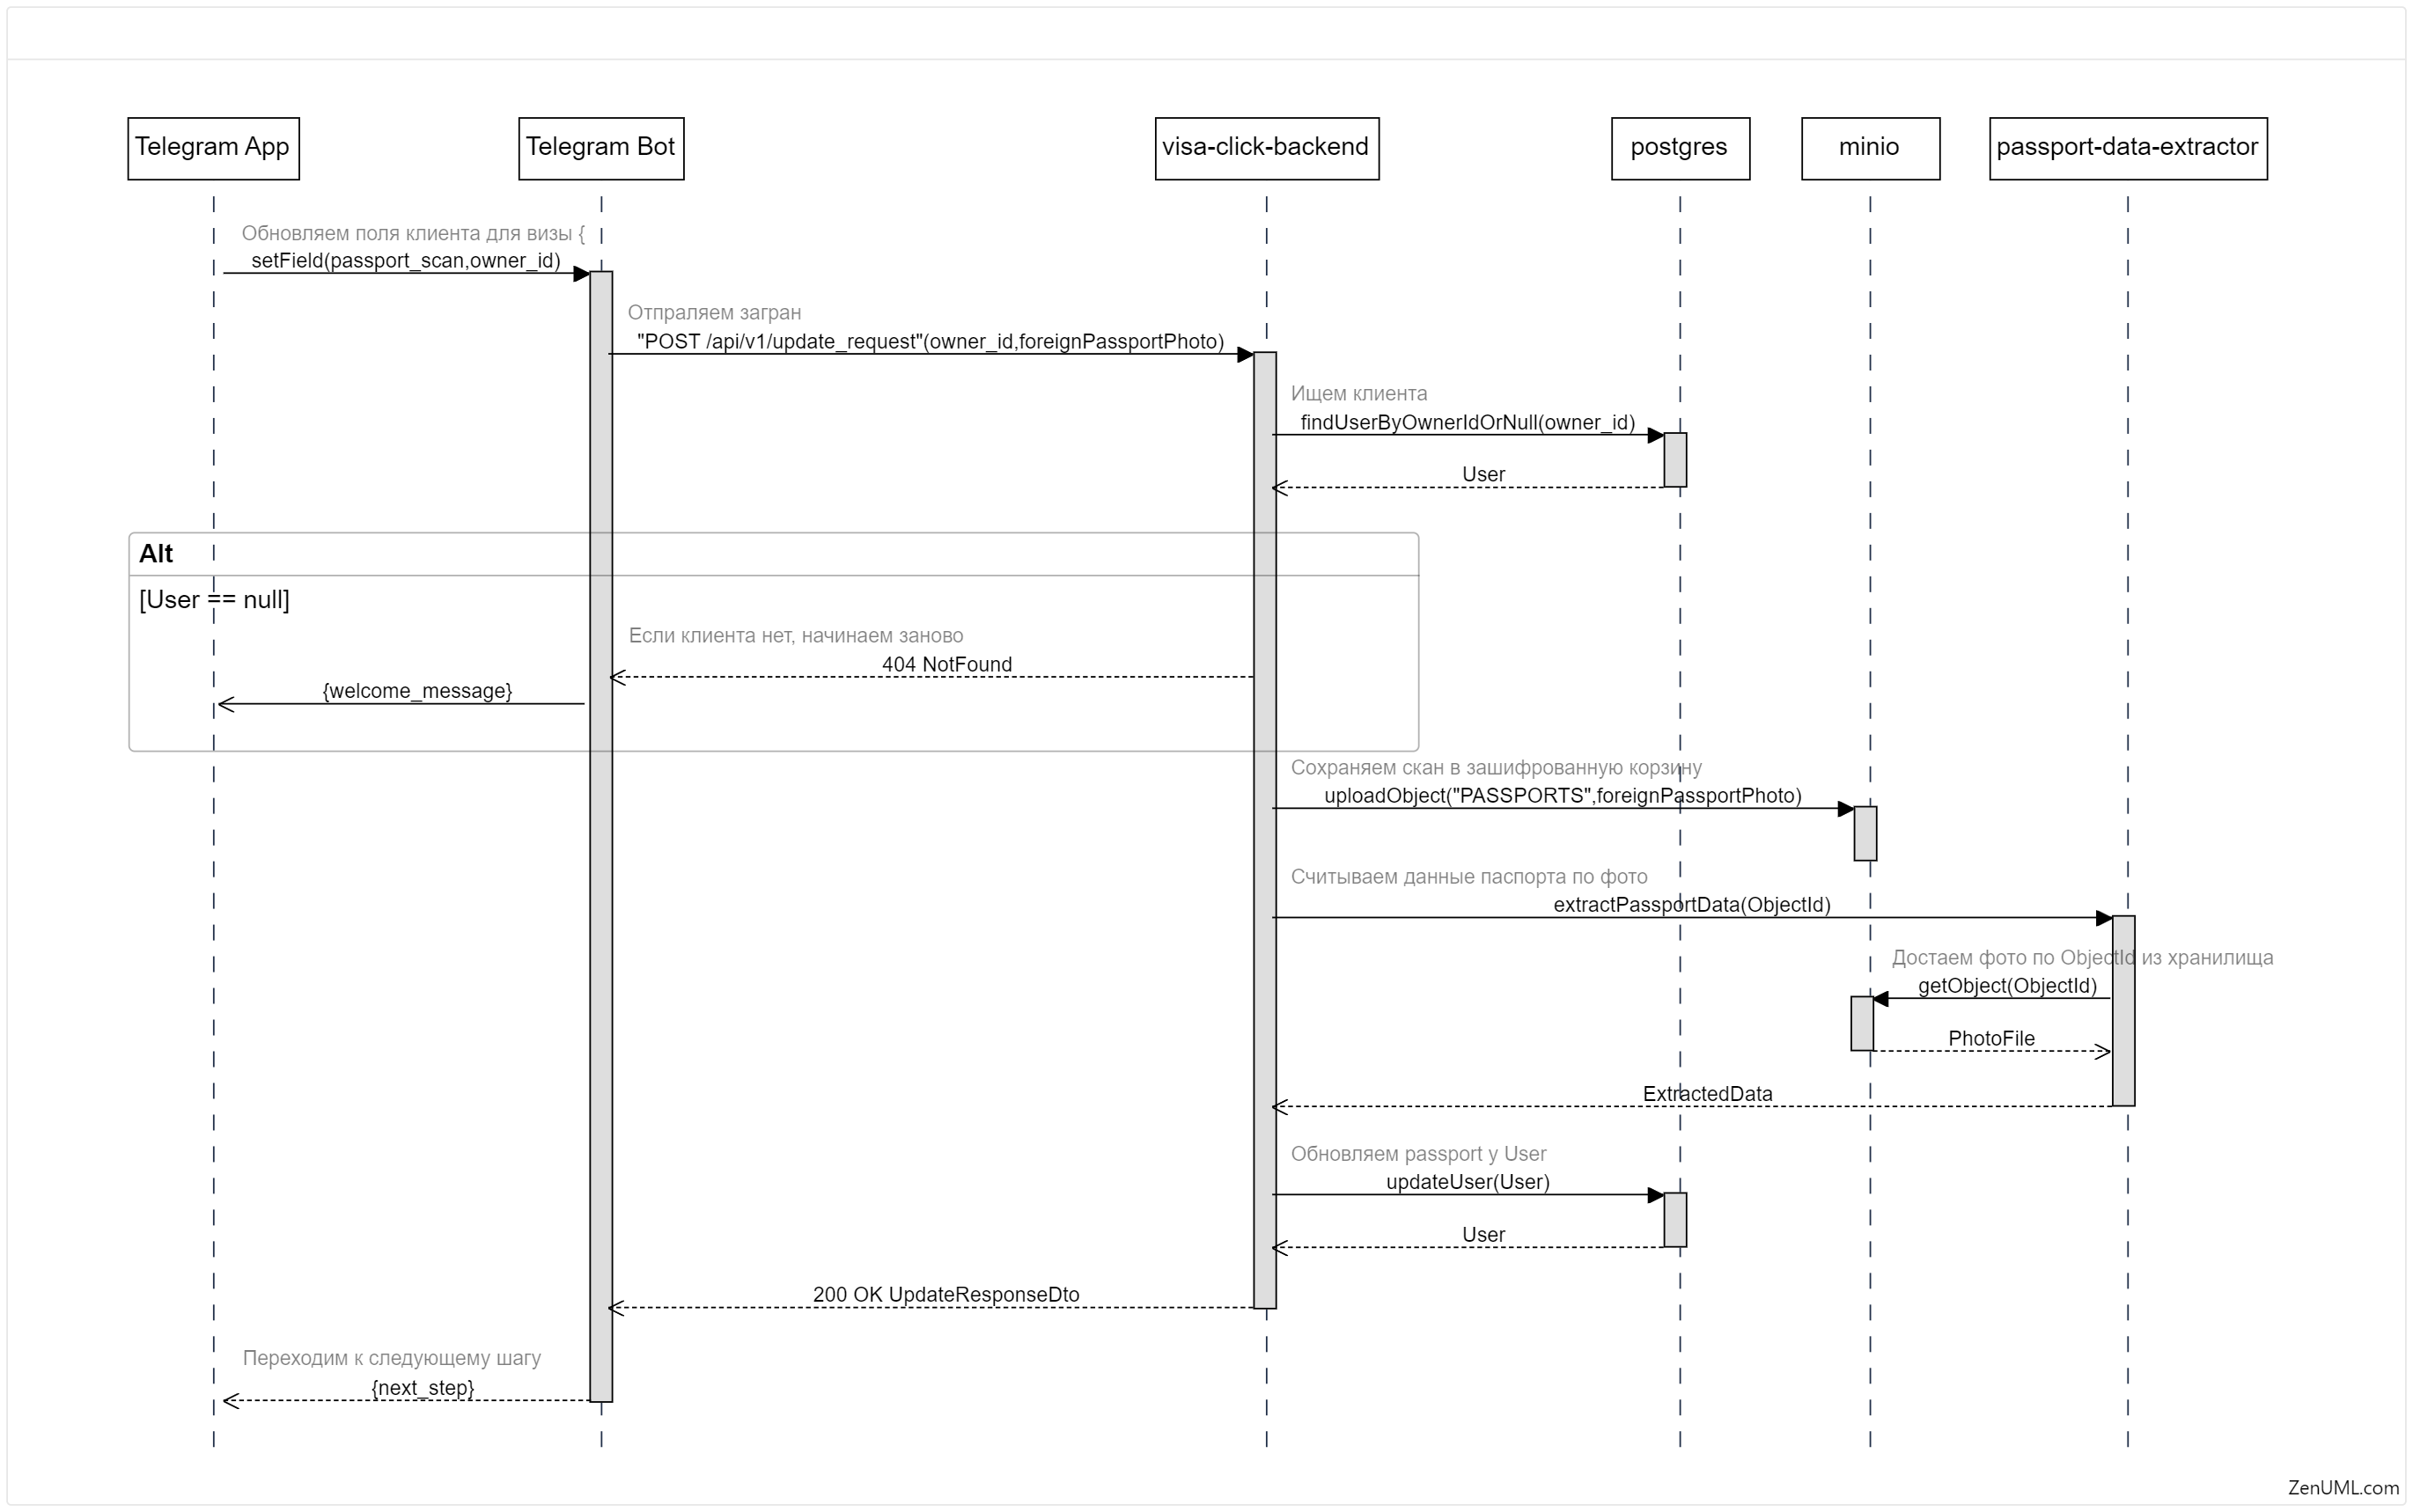 Telegram App
Telegram Bot
visa-click-backend
postgres
minio
passport-data-extractor
Обновляем поля клиента для визы {
setField(passport_scan,owner_id)
Отпраляем загран
"POST /api/v1/update_request"(owner_id,foreignPassportPhoto)
Ищем клиента
findUserByOwnerIdOrNull(owner_id)
User
Alt
[User == null]
Если клиента нет, начинаем заново
404 NotFound
{welcome_message}
Сохраняем скан в зашифрованную корзину
uploadObject("PASSPORTS",foreignPassportPhoto)
Считываем данные паспорта по фото
extractPassportData(ObjectId)
Достаем фото по ObjectId из хранилища
getObject(ObjectId)
PhotoFile
ExtractedData
Обновляем passport у User
updateUser(User)
User
200 OK UpdateResponseDto
Переходим к следующему шагу
{next_step}
ZenUML.com